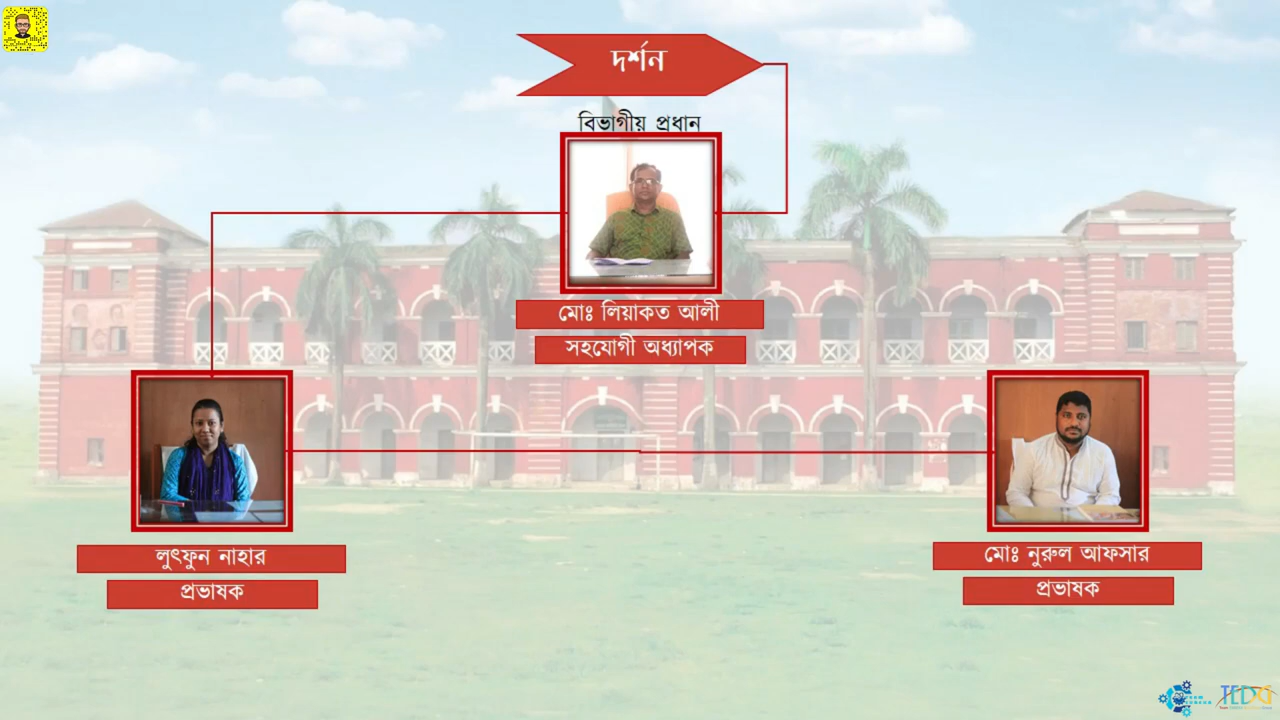 দর্শন
বিভাগীয় প্রধান
মোঃ লিয়াকত আলী
সহযোগী অধ্যাপক
লুৎফুন নাহার
প্রভাষক
মোঃ নুরুল আফসার
প্রভাষক